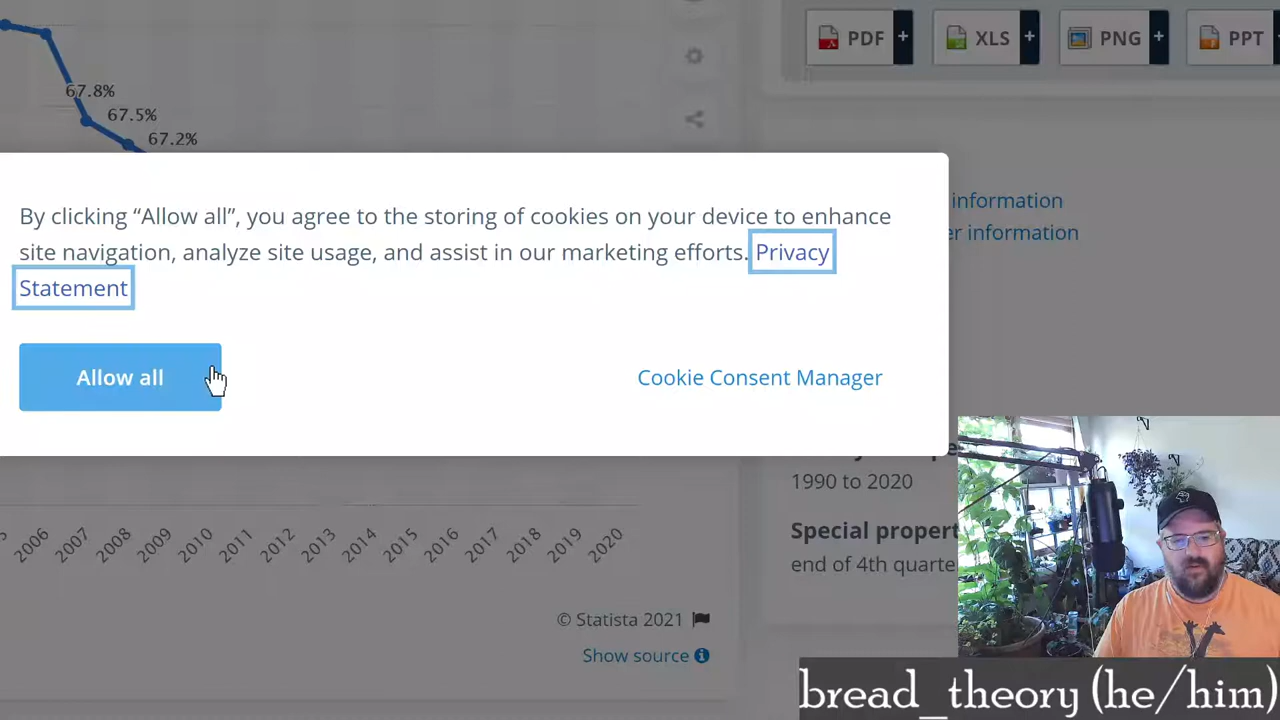 PDF +
XLS +
PNG +
PPT
67.8%
67.5%
67.2%
By clicking “Allow all”, you agree to the storing of cookies on your device to enhance
site navigation, analyze site usage, and assist in our marketing efforts. Privacy
Statement
Allow all
Cookie Consent Manager
information
er information
1990 to 2020
Special propert
end of 4th quarte
2006
2007
2008
2009
2010
2011
2012
2013
2014
2015
2016
2017
2018
2019
2020
© Statista 2021
Show source
bread_theory (he/him)